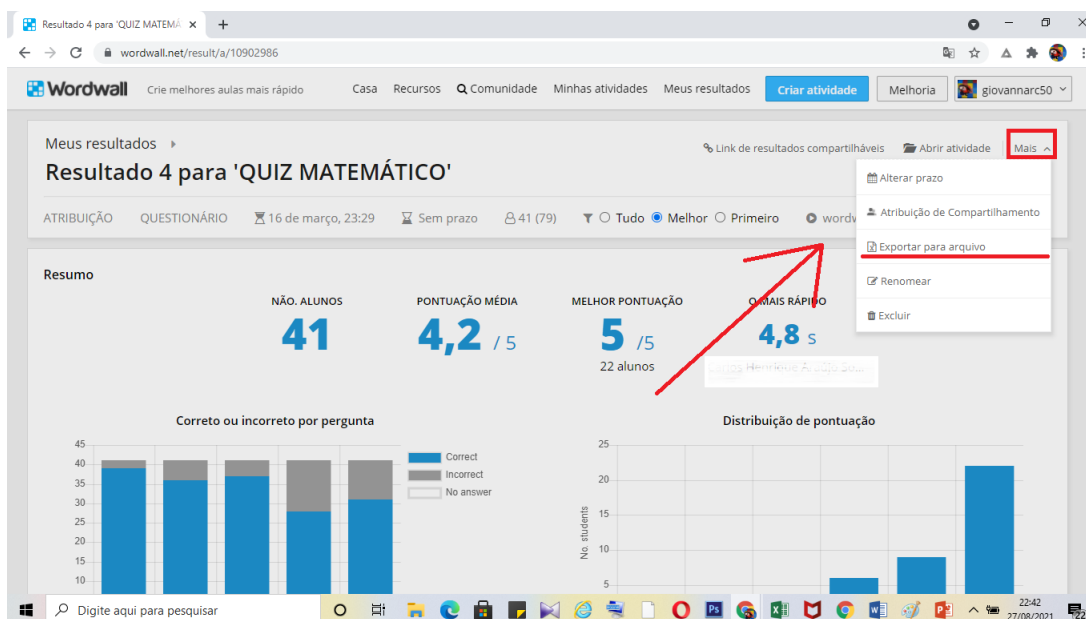 Resultado 4 para 'QUIZ MATEMÁ
wordwall.net/result/a/10902986
Wordwall Crie melhores aulas mais rápido Casa Recursos Comunidade Minhas atividades Meus resultados Criar atividade Melhoria giovannarc50
Meus resultados
Link de resultados compartilháveis Abrir atividade Mais
Resultado 4 para 'QUIZ MATEMÁTICO'
Alterar prazo
Atribuição de Compartilhamento
Exportar para arquivo
Renomear
Excluir
ATRIBUIÇÃO QUESTIONÁRIO 16 de março, 23:29 Sem prazo 41 (79) Tudo Melhor Primeiro wordw
Resumo
NÃO. ALUNOS PONTUAÇÃO MÉDIA MELHOR PONTUAÇÃO O MAIS RÁPIDO
41 4,2 / 5 5 /5 4,8 s
22 alunos
Correto ou incorreto por pergunta
45
40
35
30
25
20
15
10
Correct
Incorrect
No answer
Distribuição de pontuação
No. students
25
20
15
10
5
Digite aqui para pesquisar
22:42
27/08/2021
22